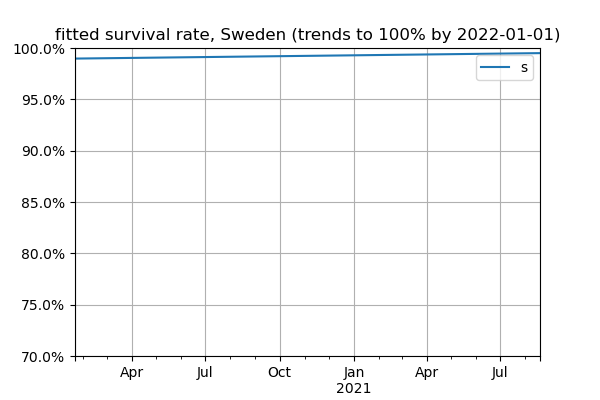 fitted survival rate, Sweden (trends to 100% by 2022-01-01)
100.0%
s
95.0%
90.0%
85.0%
80.0%
75.0%
70.0%
Apr Jul Oct Jan Apr Jul
2021